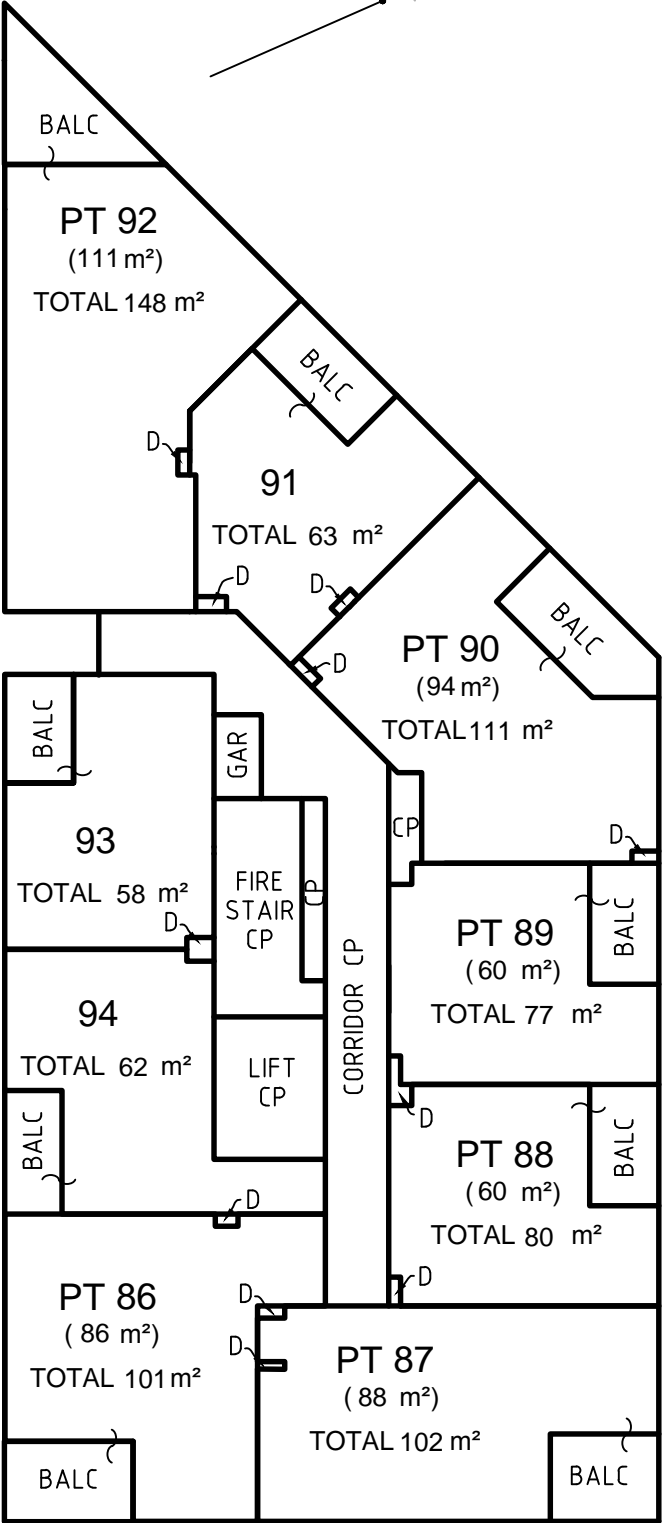 BALC
PT 92
(111 m²)
TOTAL 148 m²
BALC
D
91
TOTAL 63 m²
D
D
BALC
PT 90
(94 m²)
TOTAL 111 m²
D
BALC
GAR
CP
D
93
TOTAL 58 m²
D
FIRE
STAIR
CP
CP
PT 89
(60 m²)
TOTAL 77 m²
BALC
CORRIDOR CP
94
TOTAL 62 m²
LIFT
CP
BALC
D
PT 88
(60 m²)
TOTAL 80 m²
BALC
D
D
PT 86
(86 m²)
TOTAL 101 m²
D
D
PT 87
(88 m²)
TOTAL 102 m²
BALC
BALC